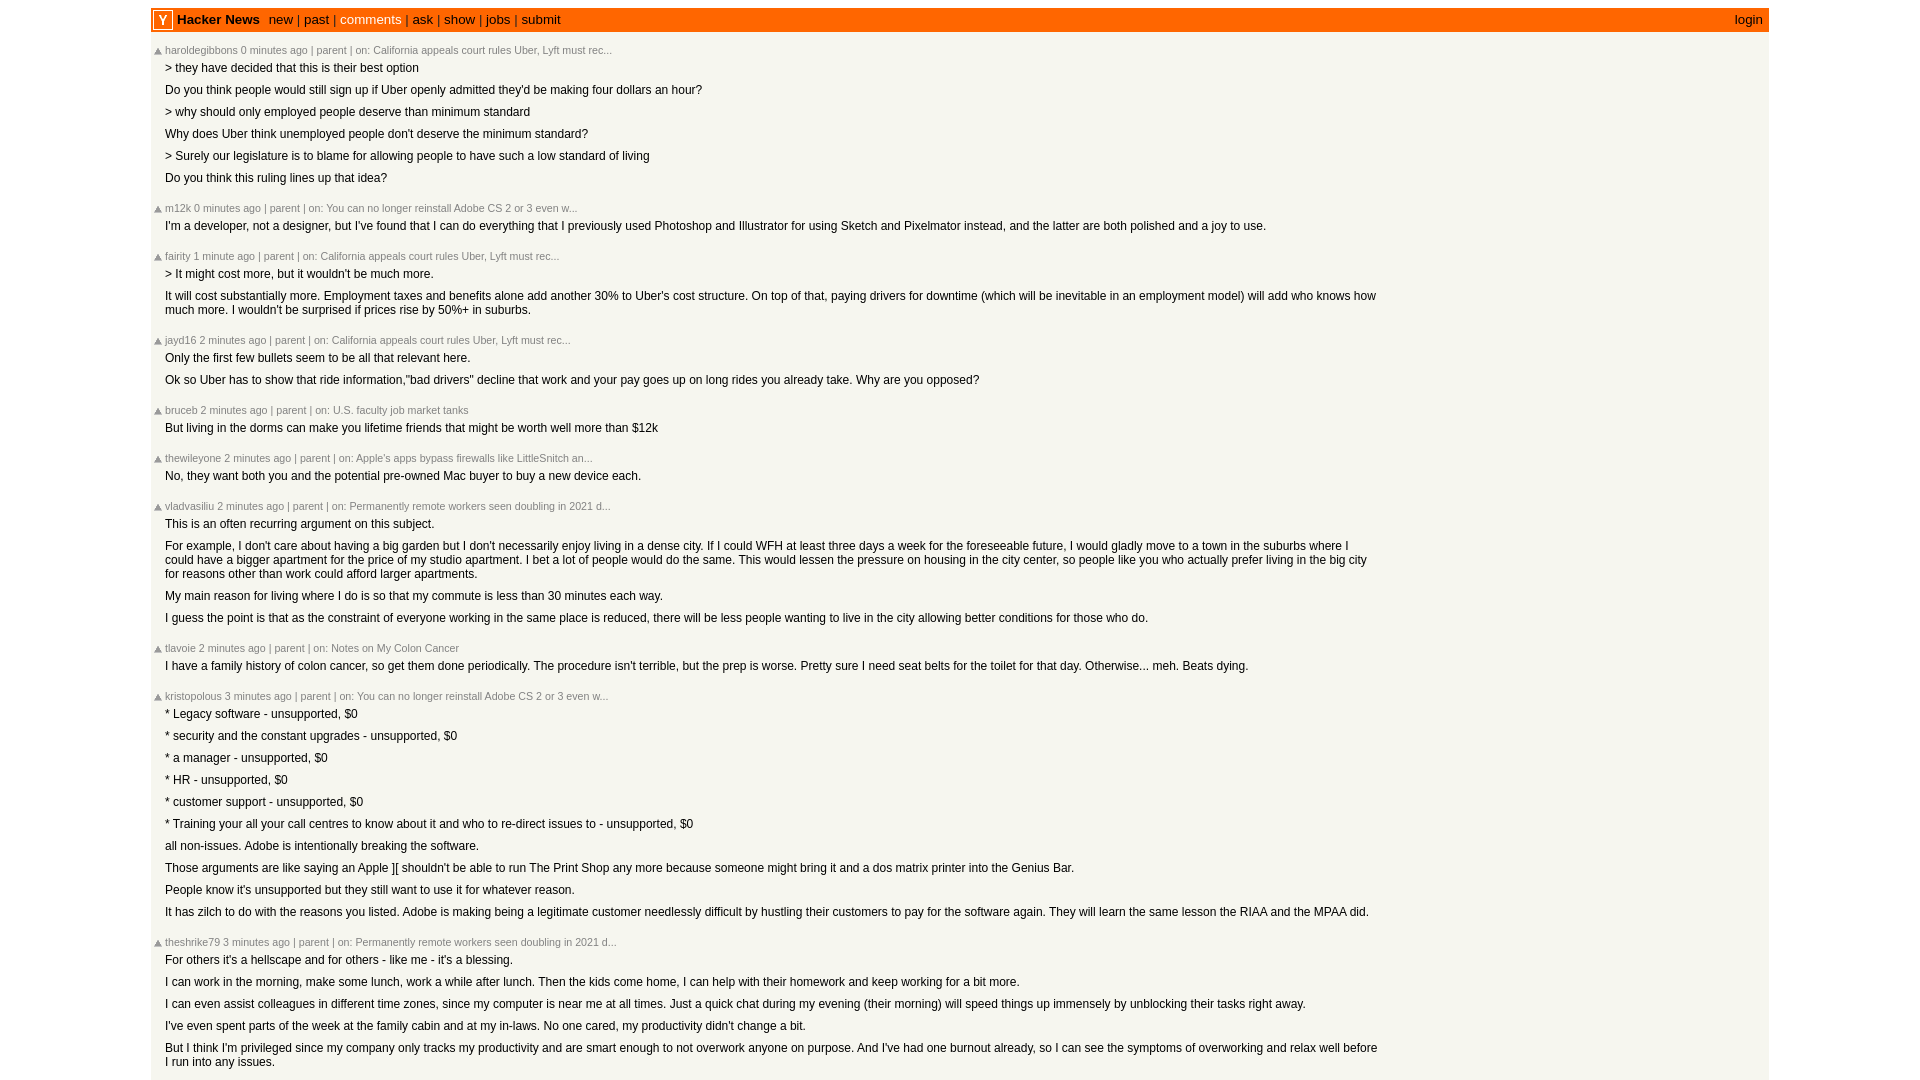 Y Hacker News new | past | comments | ask | show | jobs | submit login
haroldegibbons 0 minutes ago | parent | on: California appeals court rules Uber, Lyft must rec...
> they have decided that this is their best option
Do you think people would still sign up if Uber openly admitted they'd be making four dollars an hour?
> why should only employed people deserve than minimum standard
Why does Uber think unemployed people don't deserve the minimum standard?
> Surely our legislature is to blame for allowing people to have such a low standard of living
Do you think this ruling lines up that idea?
m12k 0 minutes ago | parent | on: You can no longer reinstall Adobe CS 2 or 3 even w...
I'm a developer, not a designer, but I've found that I can do everything that I previously used Photoshop and Illustrator for using Sketch and Pixelmator instead, and the latter are both polished and a joy to use.
fairity 1 minute ago | parent | on: California appeals court rules Uber, Lyft must rec...
> It might cost more, but it wouldn't be much more.
It will cost substantially more. Employment taxes and benefits alone add another 30% to Uber's cost structure. On top of that, paying drivers for downtime (which will be inevitable in an employment model) will add who knows how
much more. I wouldn't be surprised if prices rise by 50%+ in suburbs.
jayd16 2 minutes ago | parent | on: California appeals court rules Uber, Lyft must rec...
Only the first few bullets seem to be all that relevant here.
Ok so Uber has to show that ride information,"bad drivers" decline that work and your pay goes up on long rides you already take. Why are you opposed?
bruceb 2 minutes ago | parent | on: U.S. faculty job market tanks
But living in the dorms can make you lifetime friends that might be worth well more than $12k
thewileyone 2 minutes ago | parent | on: Apple's apps bypass firewalls like LittleSnitch an...
No, they want both you and the potential pre-owned Mac buyer to buy a new device each.
vladvasiliu 2 minutes ago | parent | on: Permanently remote workers seen doubling in 2021 d...
This is an often recurring argument on this subject.
For example, I don't care about having a big garden but I don't necessarily enjoy living in a dense city. If I could WFH at least three days a week for the foreseeable future, I would gladly move to a town in the suburbs where I
could have a bigger apartment for the price of my studio apartment. I bet a lot of people would do the same. This would lessen the pressure on housing in the city center, so people like you who actually prefer living in the big city
for reasons other than work could afford larger apartments.
My main reason for living where I do is so that my commute is less than 30 minutes each way.
I guess the point is that as the constraint of everyone working in the same place is reduced, there will be less people wanting to live in the city allowing better conditions for those who do.
tlavoie 2 minutes ago | parent | on: Notes on My Colon Cancer
I have a family history of colon cancer, so get them done periodically. The procedure isn't terrible, but the prep is worse. Pretty sure I need seat belts for the toilet for that day. Otherwise... meh. Beats dying.
kristopolous 3 minutes ago | parent | on: You can no longer reinstall Adobe CS 2 or 3 even w...
* Legacy software - unsupported, $0
* security and the constant upgrades - unsupported, $0
* a manager - unsupported, $0
* HR - unsupported, $0
* customer support - unsupported, $0
* Training your all your call centres to know about it and who to re-direct issues to - unsupported, $0
all non-issues. Adobe is intentionally breaking the software.
Those arguments are like saying an Apple ][ shouldn't be able to run The Print Shop any more because someone might bring it and a dos matrix printer into the Genius Bar.
People know it's unsupported but they still want to use it for whatever reason.
It has zilch to do with the reasons you listed. Adobe is making being a legitimate customer needlessly difficult by hustling their customers to pay for the software again. They will learn the same lesson the RIAA and the MPAA did.
theshrike79 3 minutes ago | parent | on: Permanently remote workers seen doubling in 2021 d...
For others it's a hellscape and for others - like me - it's a blessing.
I can work in the morning, make some lunch, work a while after lunch. Then the kids come home, I can help with their homework and keep working for a bit more.
I can even assist colleagues in different time zones, since my computer is near me at all times. Just a quick chat during my evening (their morning) will speed things up immensely by unblocking their tasks right away.
I've even spent parts of the week at the family cabin and at my in-laws. No one cared, my productivity didn't change a bit.
But I think I'm privileged since my company only tracks my productivity and are smart enough to not overwork anyone on purpose. And I've had one burnout already, so I can see the symptoms of overworking and relax well before
I run into any issues.